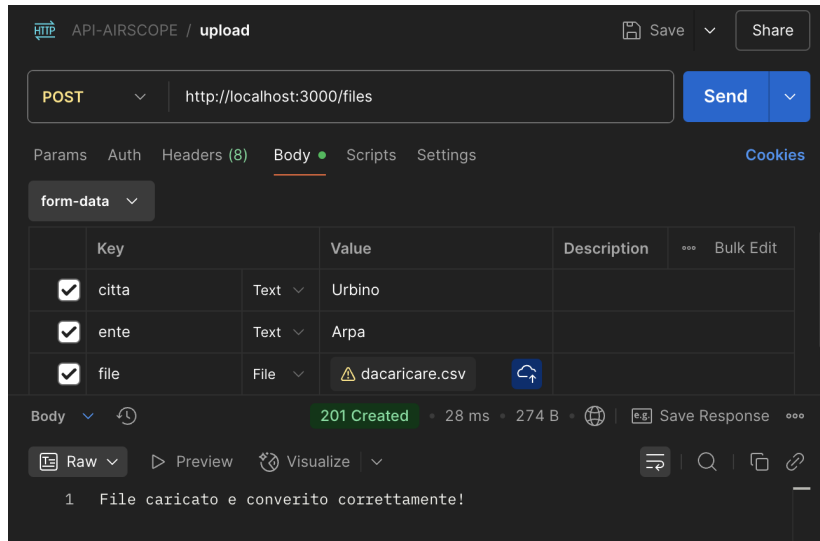 HTTP API-AIRSCOPE / upload Save Share
POST http://localhost:3000/files Send
Params Auth Headers (8) Body Scripts Settings Cookies
form-data
Key Value Description Bulk Edit
citta Text Urbino
ente Text Arpa
file File dacaricare.csv
Body 201 Created 28 ms 274 B e.g. Save Response
Raw Preview Visualize
1 File caricato e converito correttamente!